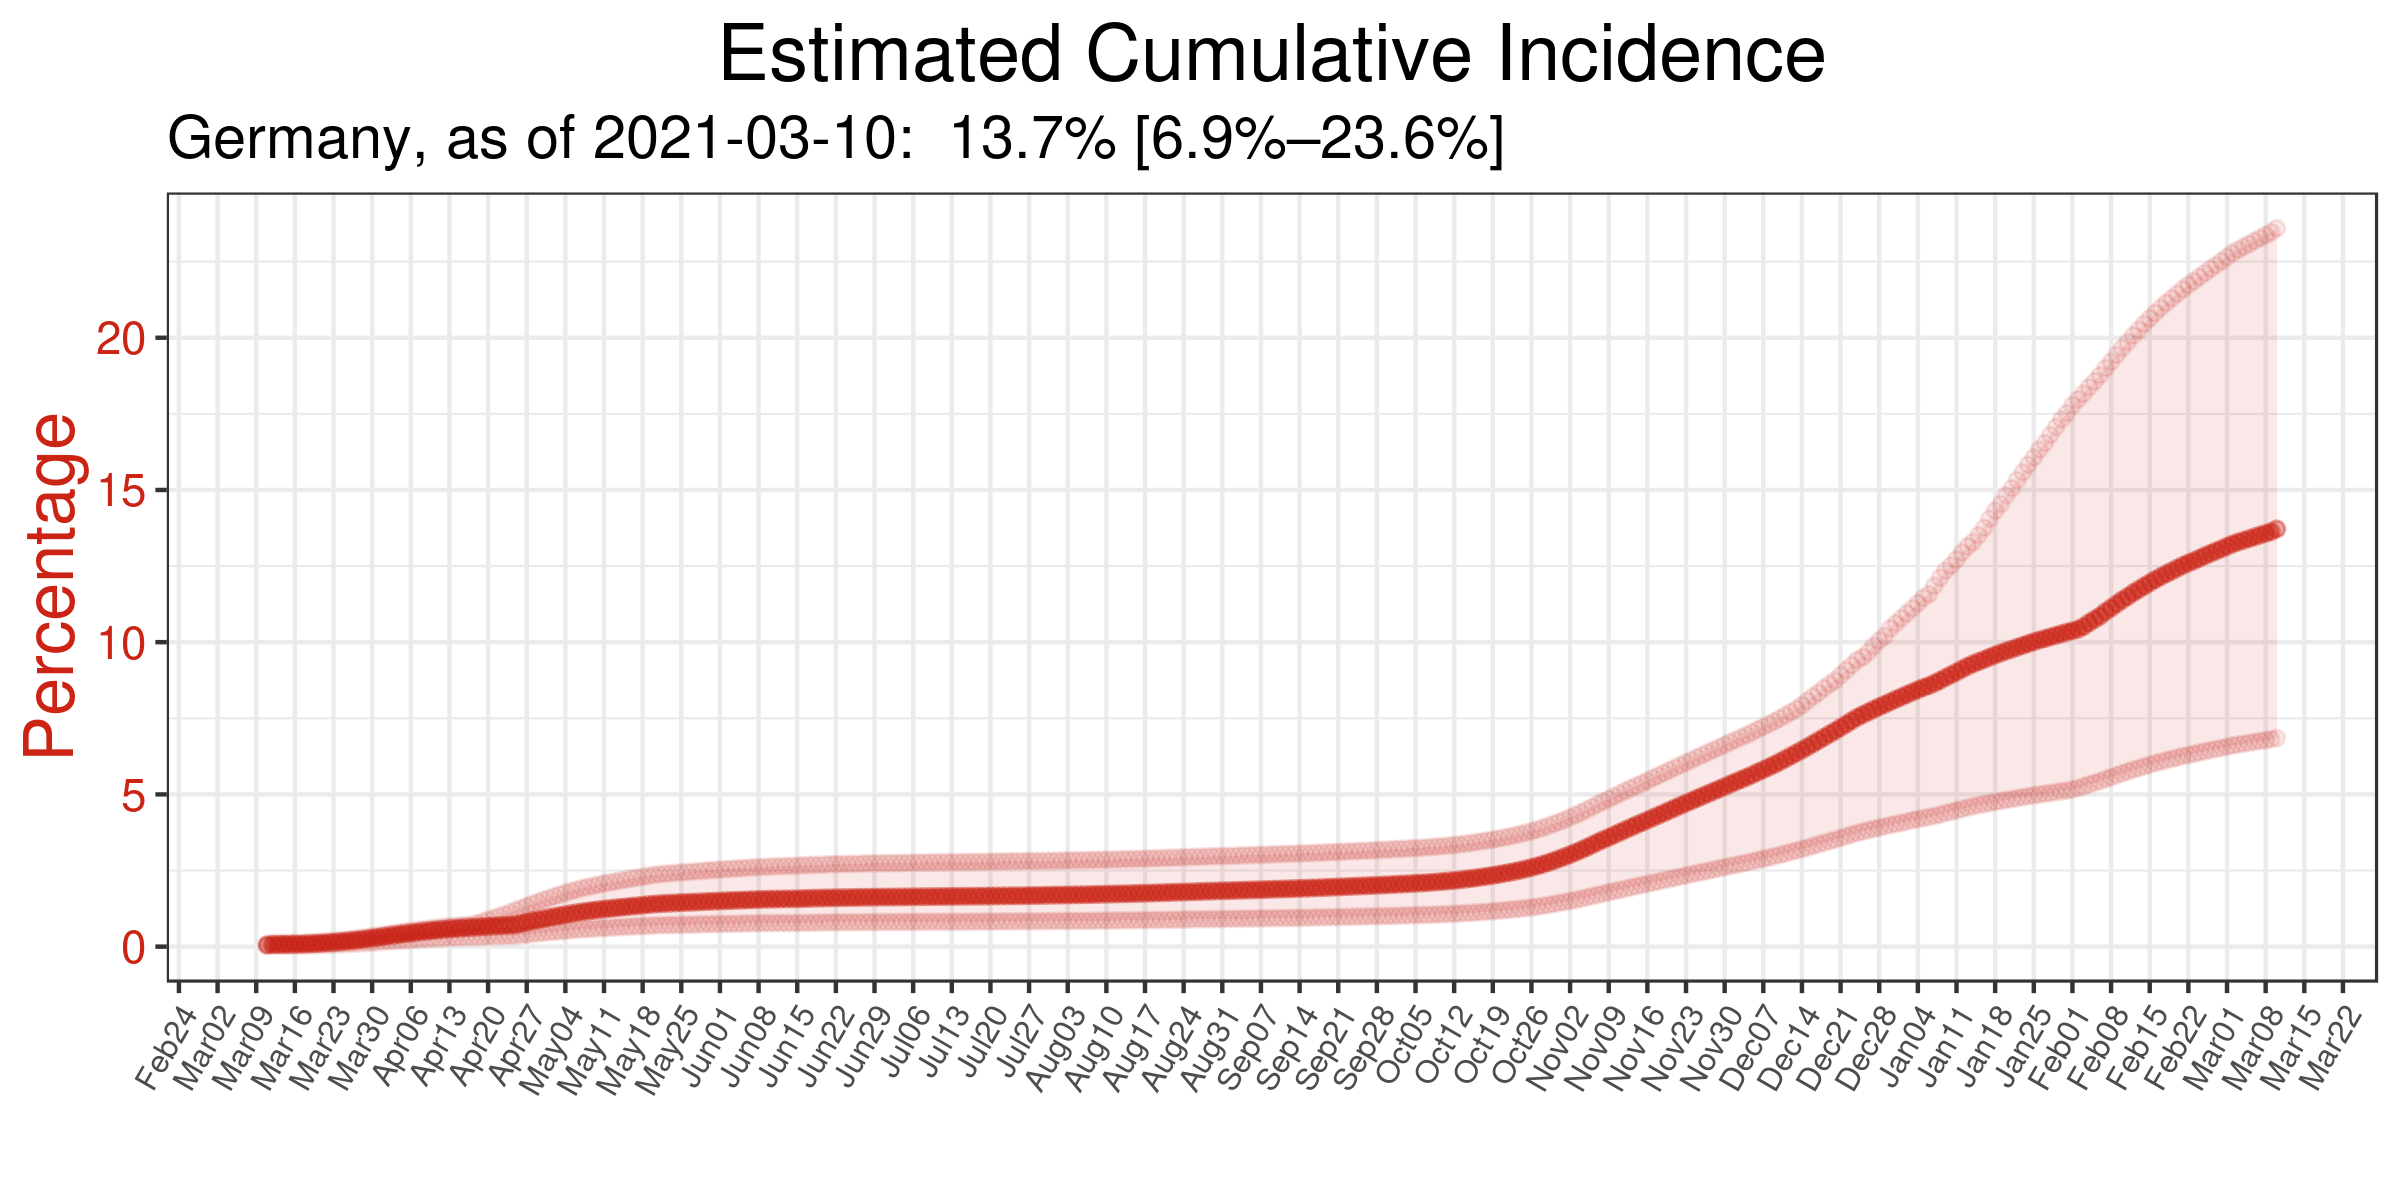 Estimated Cumulative Incidence
Germany, as of 2021-03-10:  13.7% [6.9%–23.6%]
Percentage
20
15
10
5
0
Feb24
Mar02
Mar09
Mar16
Mar23
Mar30
Apr06
Apr13
Apr20
Apr27
May04
May11
May18
May25
Jun01
Jun08
Jun15
Jun22
Jun29
Jul06
Jul13
Jul20
Jul27
Aug03
Aug10
Aug17
Aug24
Aug31
Sep07
Sep14
Sep21
Sep28
Oct05
Oct12
Oct19
Oct26
Nov02
Nov09
Nov16
Nov23
Nov30
Dec07
Dec14
Dec21
Dec28
Jan04
Jan11
Jan18
Jan25
Feb01
Feb08
Feb15
Feb22
Mar01
Mar08
Mar15
Mar22